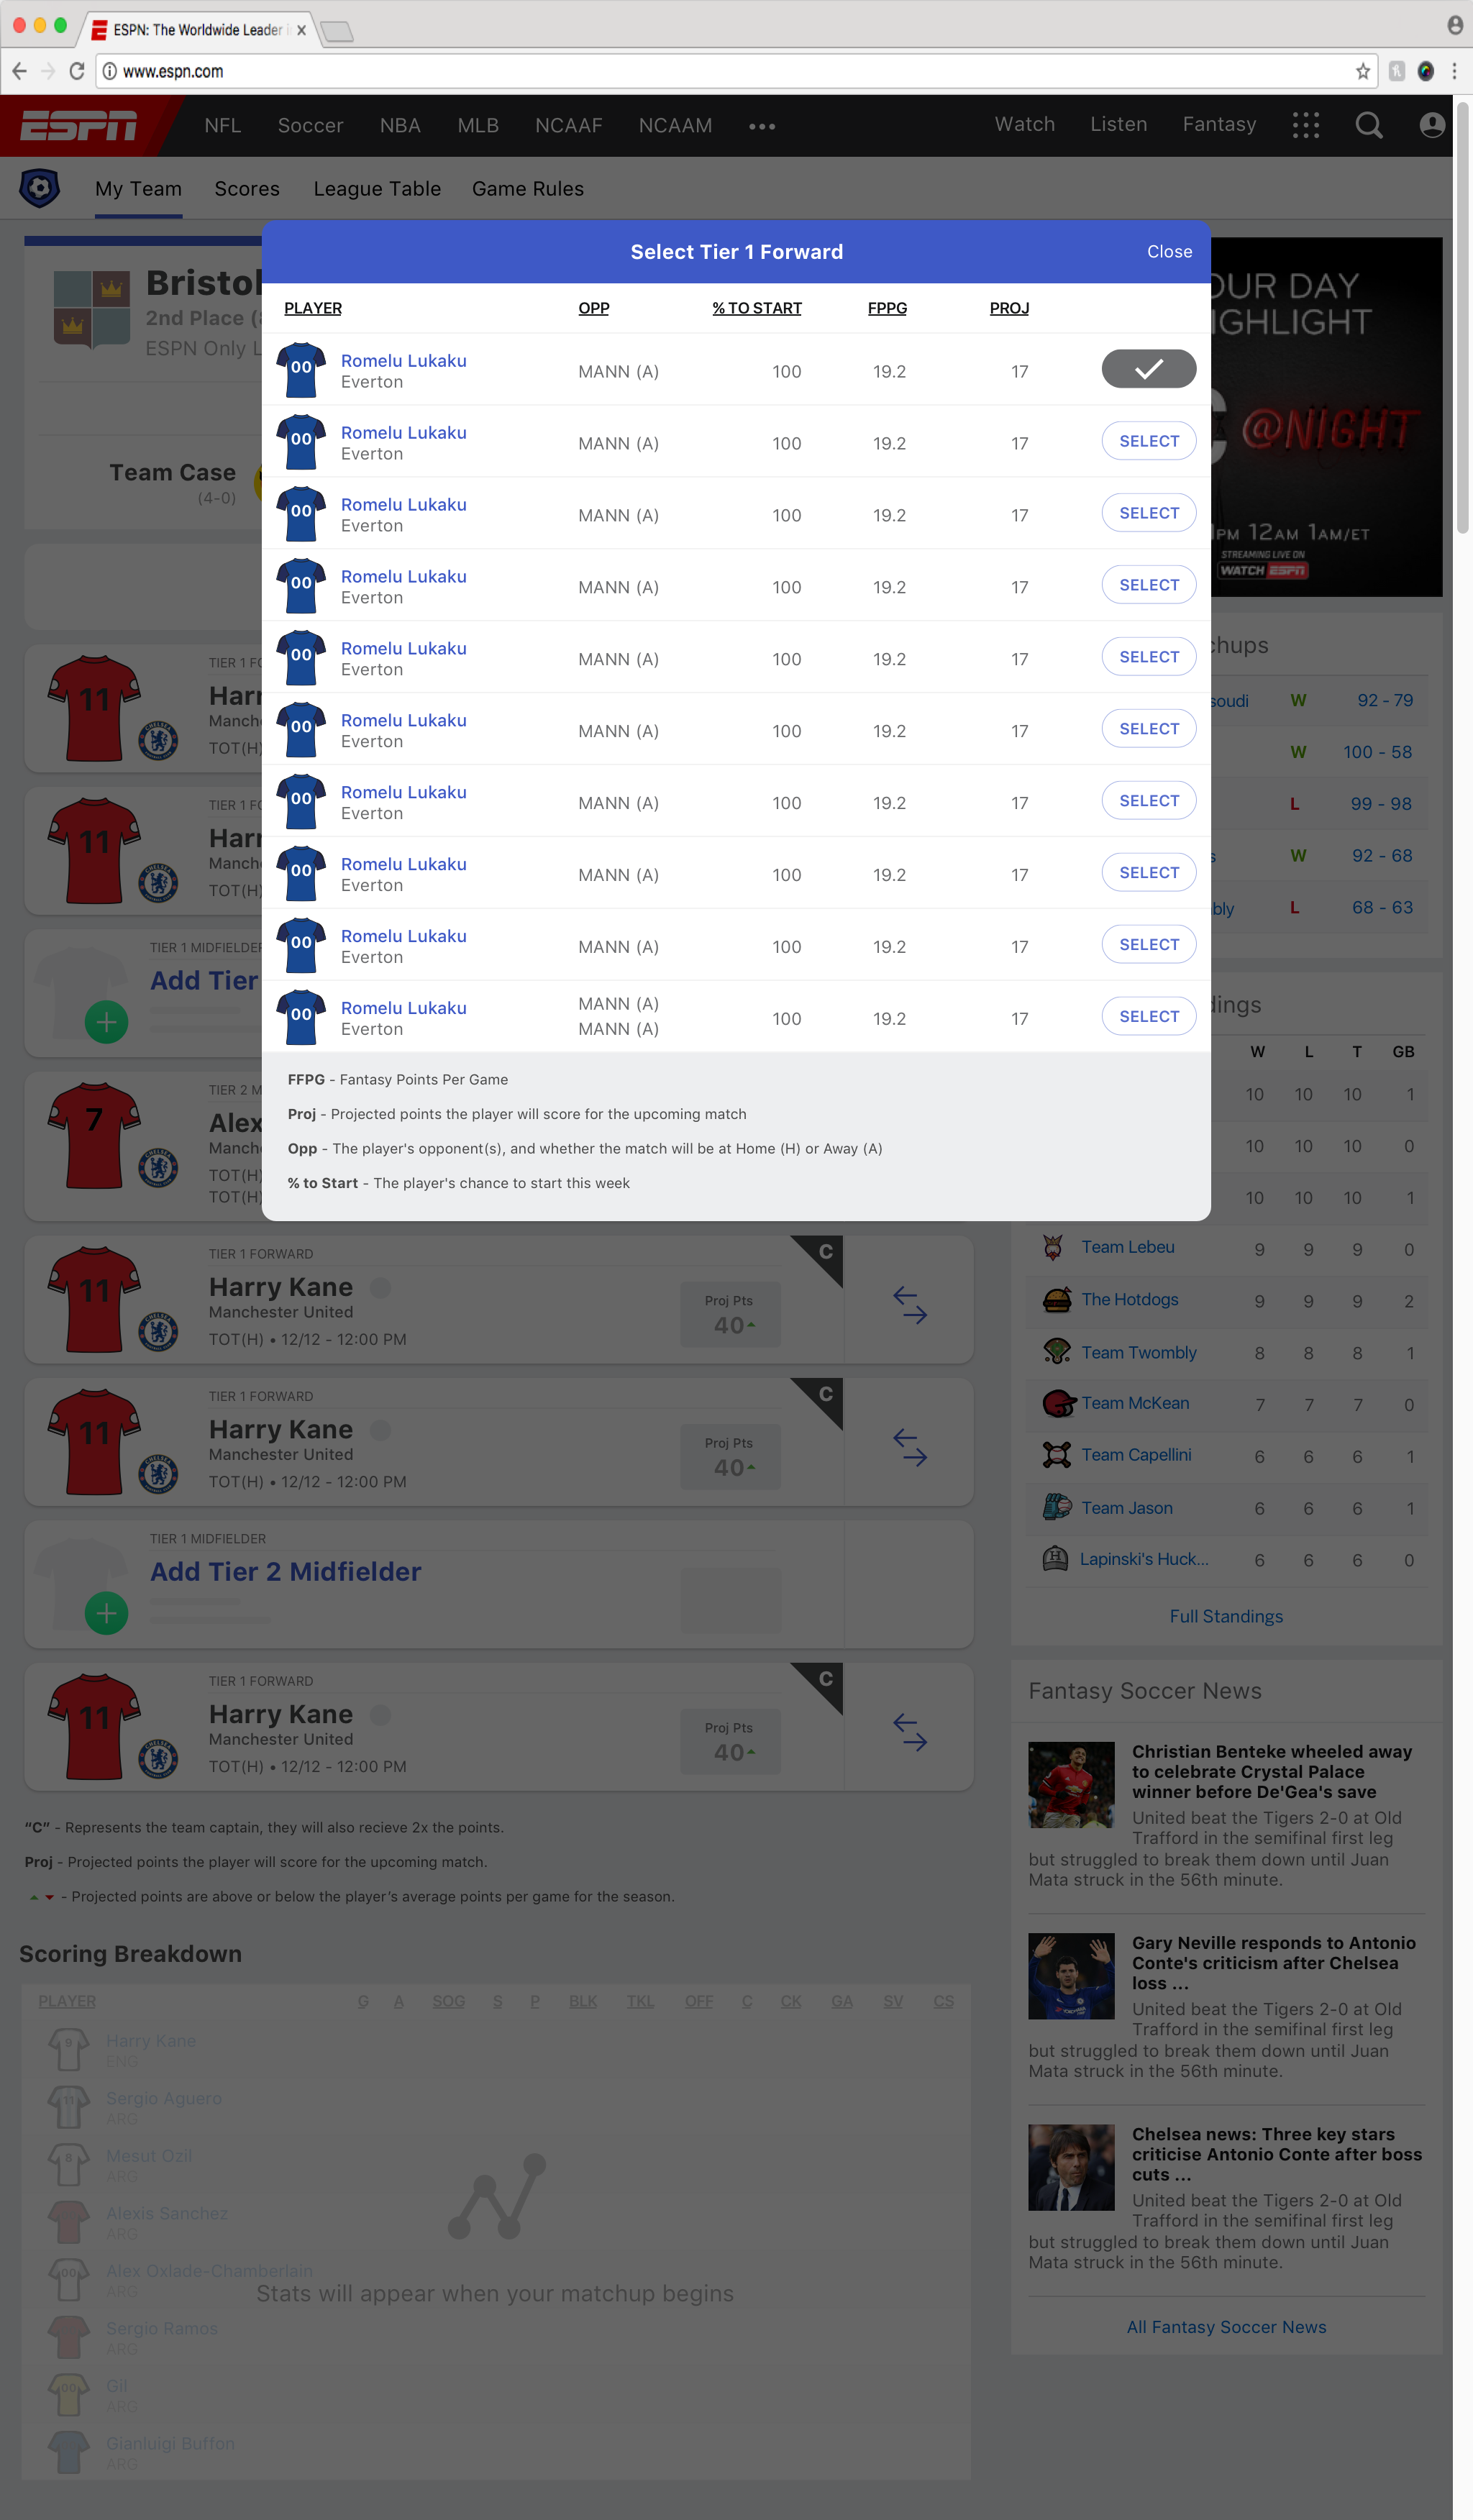 ESPN: The Worldwide Leader i
www.espn.com
ESPN
NFL Soccer NBA MLB NCAAF NCAAM
Watch Listen Fantasy
My Team Scores League Table Game Rules
Bristol
2nd Place (
ESPN Only L
Team Case
(4-0)
Select Tier 1 Forward
Close
PLAYER OPP % TO START FPPG PROJ
00 Romelu Lukaku
Everton
MANN (A) 100 19.2 17
00 Romelu Lukaku
Everton
MANN (A) 100 19.2 17 SELECT
00 Romelu Lukaku
Everton
MANN (A) 100 19.2 17 SELECT
00 Romelu Lukaku
Everton
MANN (A) 100 19.2 17 SELECT
00 Romelu Lukaku
Everton
MANN (A) 100 19.2 17 SELECT
00 Romelu Lukaku
Everton
MANN (A) 100 19.2 17 SELECT
00 Romelu Lukaku
Everton
MANN (A) 100 19.2 17 SELECT
00 Romelu Lukaku
Everton
MANN (A) 100 19.2 17 SELECT
00 Romelu Lukaku
Everton
MANN (A) 100 19.2 17 SELECT
00 Romelu Lukaku
Everton
MANN (A)
MANN (A)
100 19.2 17 SELECT
FFPG - Fantasy Points Per Game
Proj - Projected points the player will score for the upcoming match
Opp - The player's opponent(s), and whether the match will be at Home (H) or Away (A)
% to Start - The player's chance to start this week
OUR DAY
IGHLIGHT
@NIGHT
PM 12AM 1AM/ET
STREAMING LIVE ON
WATCH ESPN
11
TIER 1 FO
Harr
Manch
TOT(H)
11
TIER 1 FO
Harr
Manch
TOT(H)
TIER 1 MIDFIELDER
Add Tier
7
TIER 2 M
Alex
Manch
TOT(H)
TOT(H)
11
TIER 1 FORWARD
Harry Kane
Manchester United
TOT(H) • 12/12 - 12:00 PM
Proj Pts
40
C
11
TIER 1 FORWARD
Harry Kane
Manchester United
TOT(H) • 12/12 - 12:00 PM
Proj Pts
40
C
TIER 1 MIDFIELDER
Add Tier 2 Midfielder
11
TIER 1 FORWARD
Harry Kane
Manchester United
TOT(H) • 12/12 - 12:00 PM
Proj Pts
40
C
“C” - Represents the team captain, they will also recieve 2x the points.
Proj - Projected points the player will score for the upcoming match.
- Projected points are above or below the player’s average points per game for the season.
Scoring Breakdown
PLAYER G A SOG S P BLK TKL OFF C CK GA SV CS
9 Harry Kane
ENG
11 Sergio Aguero
ARG
8 Mesut Ozil
ARG
Alexis Sanchez
ARG
00 Alex Oxlade-Chamberlain
ARG
Sergio Ramos
ARG
00 Gil
ARG
Gianluigi Buffon
ARG
Stats will appear when your matchup begins
chups
soudi W 92 - 79
W 100 - 58
L 99 - 98
s W 92 - 68
bly L 68 - 63
dings
W L T GB
10 10 10 1
10 10 10 0
10 10 10 1
Team Lebeu 9 9 9 0
The Hotdogs 9 9 9 2
Team Twombly 8 8 8 1
Team McKean 7 7 7 0
Team Capellini 6 6 6 1
Team Jason 6 6 6 1
Lapinski's Huck... 6 6 6 0
Full Standings
Fantasy Soccer News
Christian Benteke wheeled away
to celebrate Crystal Palace
winner before De'Gea's save
United beat the Tigers 2-0 at Old
Trafford in the semifinal first leg
but struggled to break them down until Juan
Mata struck in the 56th minute.
Gary Neville responds to Antonio
Conte's criticism after Chelsea
loss ...
United beat the Tigers 2-0 at Old
Trafford in the semifinal first leg
but struggled to break them down until Juan
Mata struck in the 56th minute.
Chelsea news: Three key stars
criticise Antonio Conte after boss
cuts ...
United beat the Tigers 2-0 at Old
Trafford in the semifinal first leg
but struggled to break them down until Juan
Mata struck in the 56th minute.
All Fantasy Soccer News